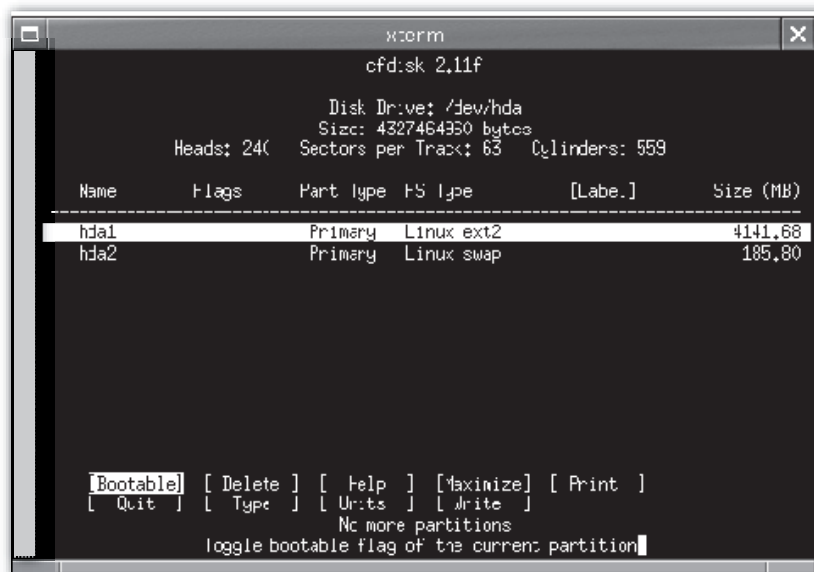 xterm
cfdisk 2.11f
Disk Drive: /dev/hda
Size: 4327464960 bytes
Heads: 240 Sectors per Track: 63 Cylinders: 559
Name Flags Part Type FS Type [Label] Size (MB)
hda1 Primary Linux ext2 4141.68
hda2 Primary Linux swap 185.80
[Bootable] [ Delete ] [ Help ] [Maximize] [ Print ]
[ Quit ] [ Type ] [ Units ] [ Write ]
No more partitions
Toggle bootable flag of the current partition